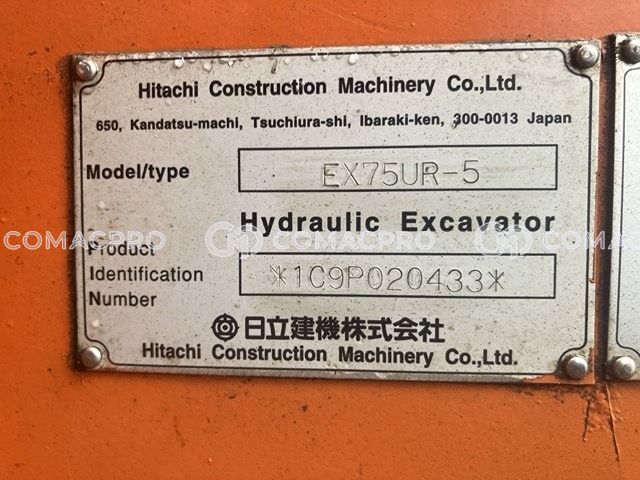 Hitachi Construction Machinery Co.,Ltd.
650, Kandatsu-machi, Tsuchiura-shi, Ibaraki-ken, 300-0013 Japan
Model/type EX75UR-5
Hydraulic Excavator
COMACPRO COMACPRO COMACPRO
Product
Identification
Number
*1C9P020433*
日立建機株式会社
Hitachi Construction Machinery Co.,Ltd.